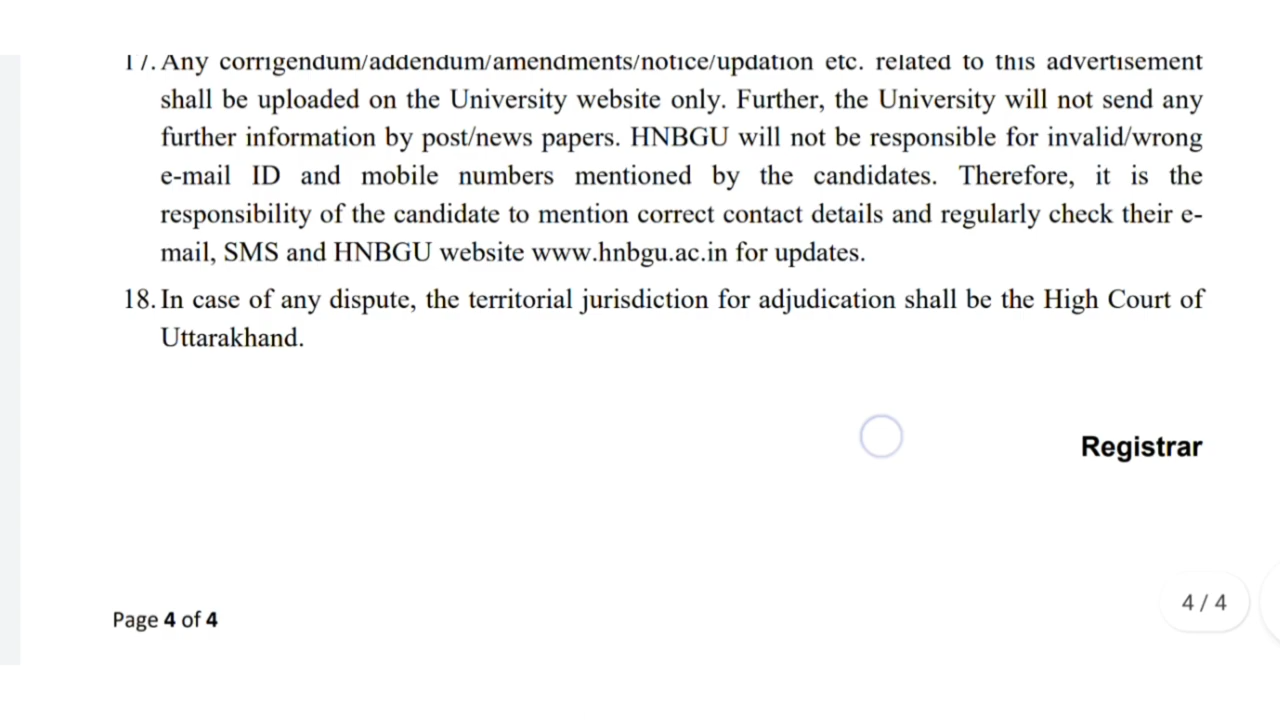 17. Any corrigendum/addendum/amendments/notice/updation etc. related to this advertisement
shall be uploaded on the University website only. Further, the University will not send any
further information by post/news papers. HNBGU will not be responsible for invalid/wrong
e-mail ID and mobile numbers mentioned by the candidates. Therefore, it is the
responsibility of the candidate to mention correct contact details and regularly check their e-
mail, SMS and HNBGU website www.hnbgu.ac.in for updates.
18. In case of any dispute, the territorial jurisdiction for adjudication shall be the High Court of
Uttarakhand.
Registrar
4 / 4
Page 4 of 4